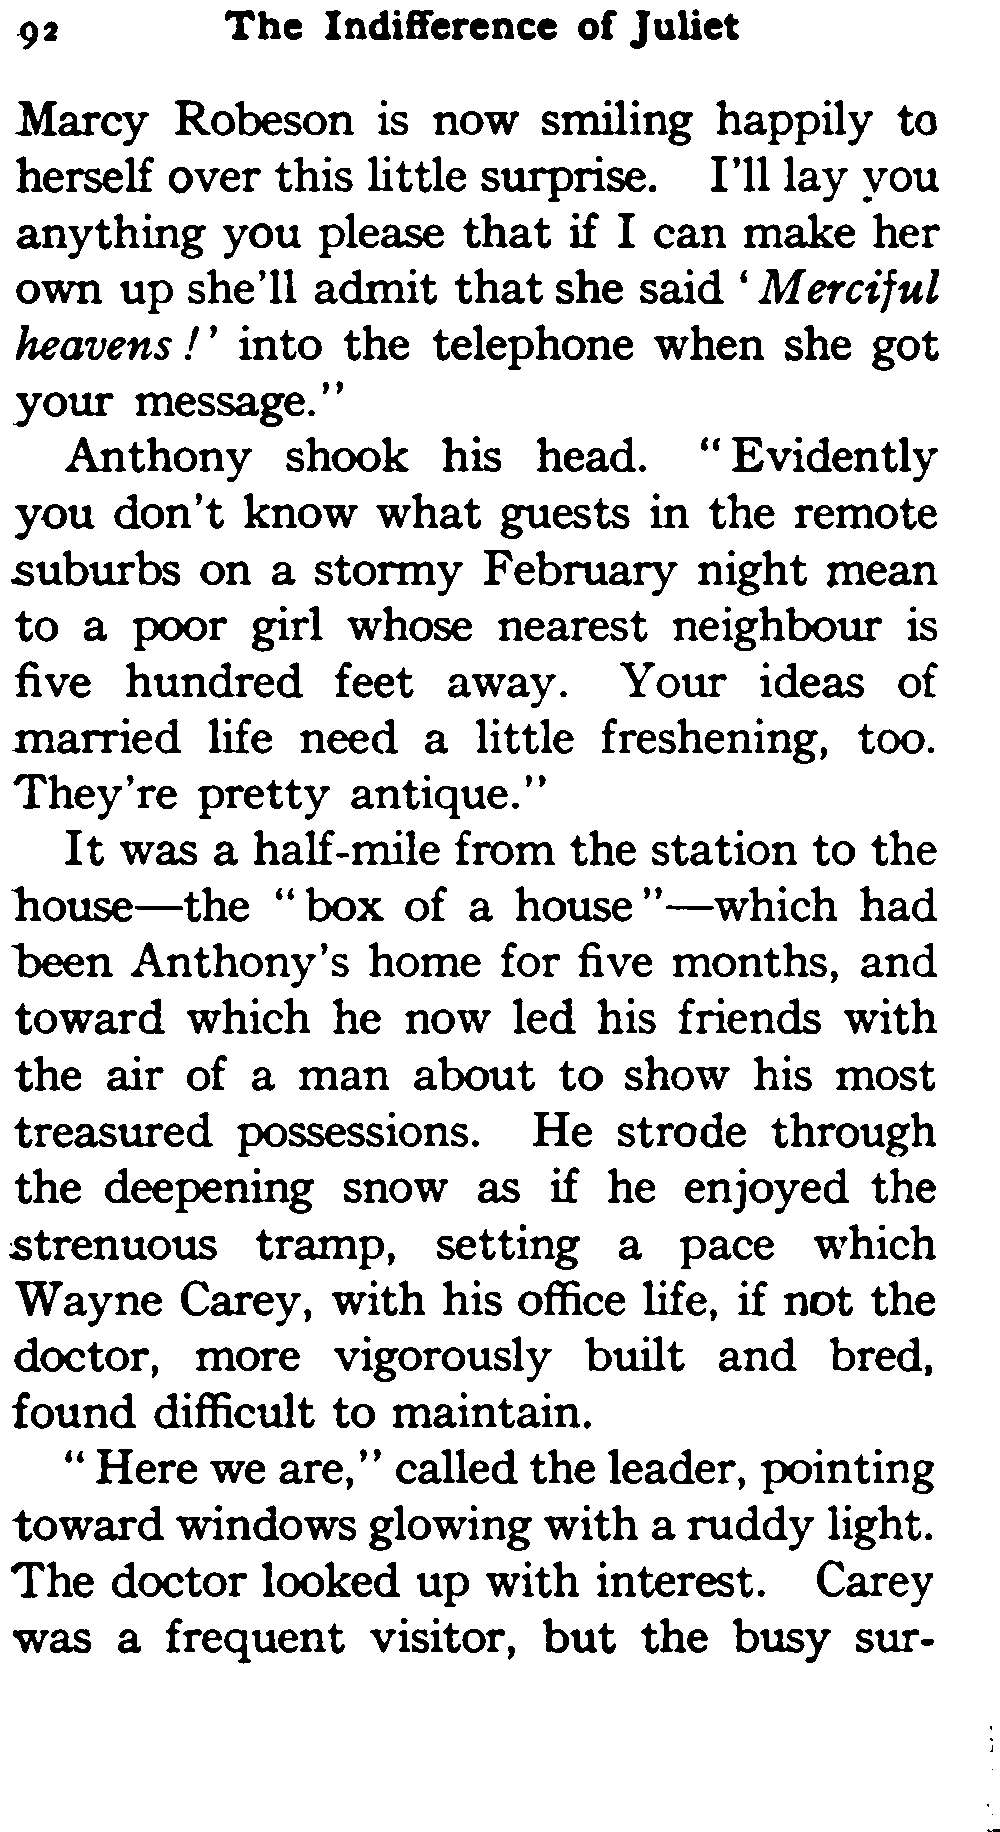 92 The Indifference of Juliet
Marcy Robeson is now smiling happily to
herself over this little surprise. I'll lay you
anything you please that if I can make her
own up she'll admit that she said ‘Merciful
heavens!’ into the telephone when she got
your message."
Anthony shook his head. “Evidently
you don't know what guests in the remote
suburbs on a stormy February night mean
to a poor girl whose nearest neighbour is
five hundred feet away. Your ideas of
married life need a little freshening, too.
They're pretty antique."
It was a half-mile from the station to the
house—the “box of a house”—which had
been Anthony's home for five months, and
toward which he now led his friends with
the air of a man about to show his most
treasured possessions. He strode through
the deepening snow as if he enjoyed the
strenuous tramp, setting a pace which
Wayne Carey, with his office life, if not the
doctor, more vigorously built and bred,
found difficult to maintain.
“Here we are,” called the leader, pointing
toward windows glowing with a ruddy light.
The doctor looked up with interest. Carey
was a frequent visitor, but the busy sur-